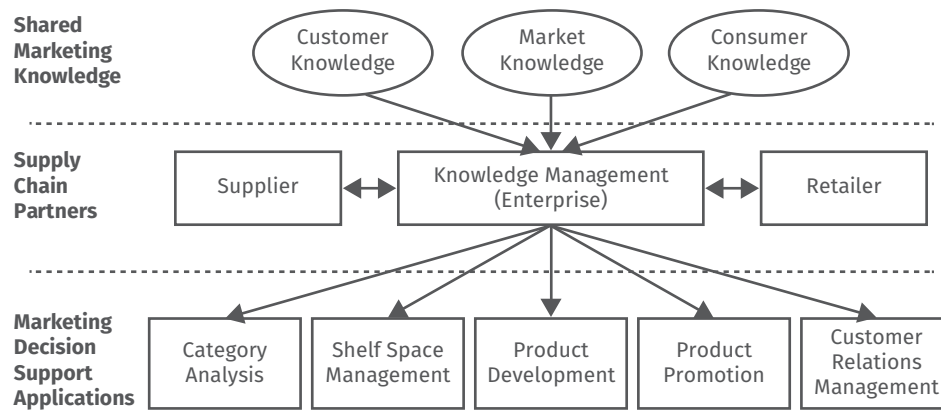 Shared
Marketing
Knowledge
Customer
Knowledge
Market
Knowledge
Consumer
Knowledge
Supply
Chain
Partners
Supplier
Knowledge Management
(Enterprise)
Retailer
Marketing
Decision
Support
Applications
Category
Analysis
Shelf Space
Management
Product
Development
Product
Promotion
Customer
Relations
Management